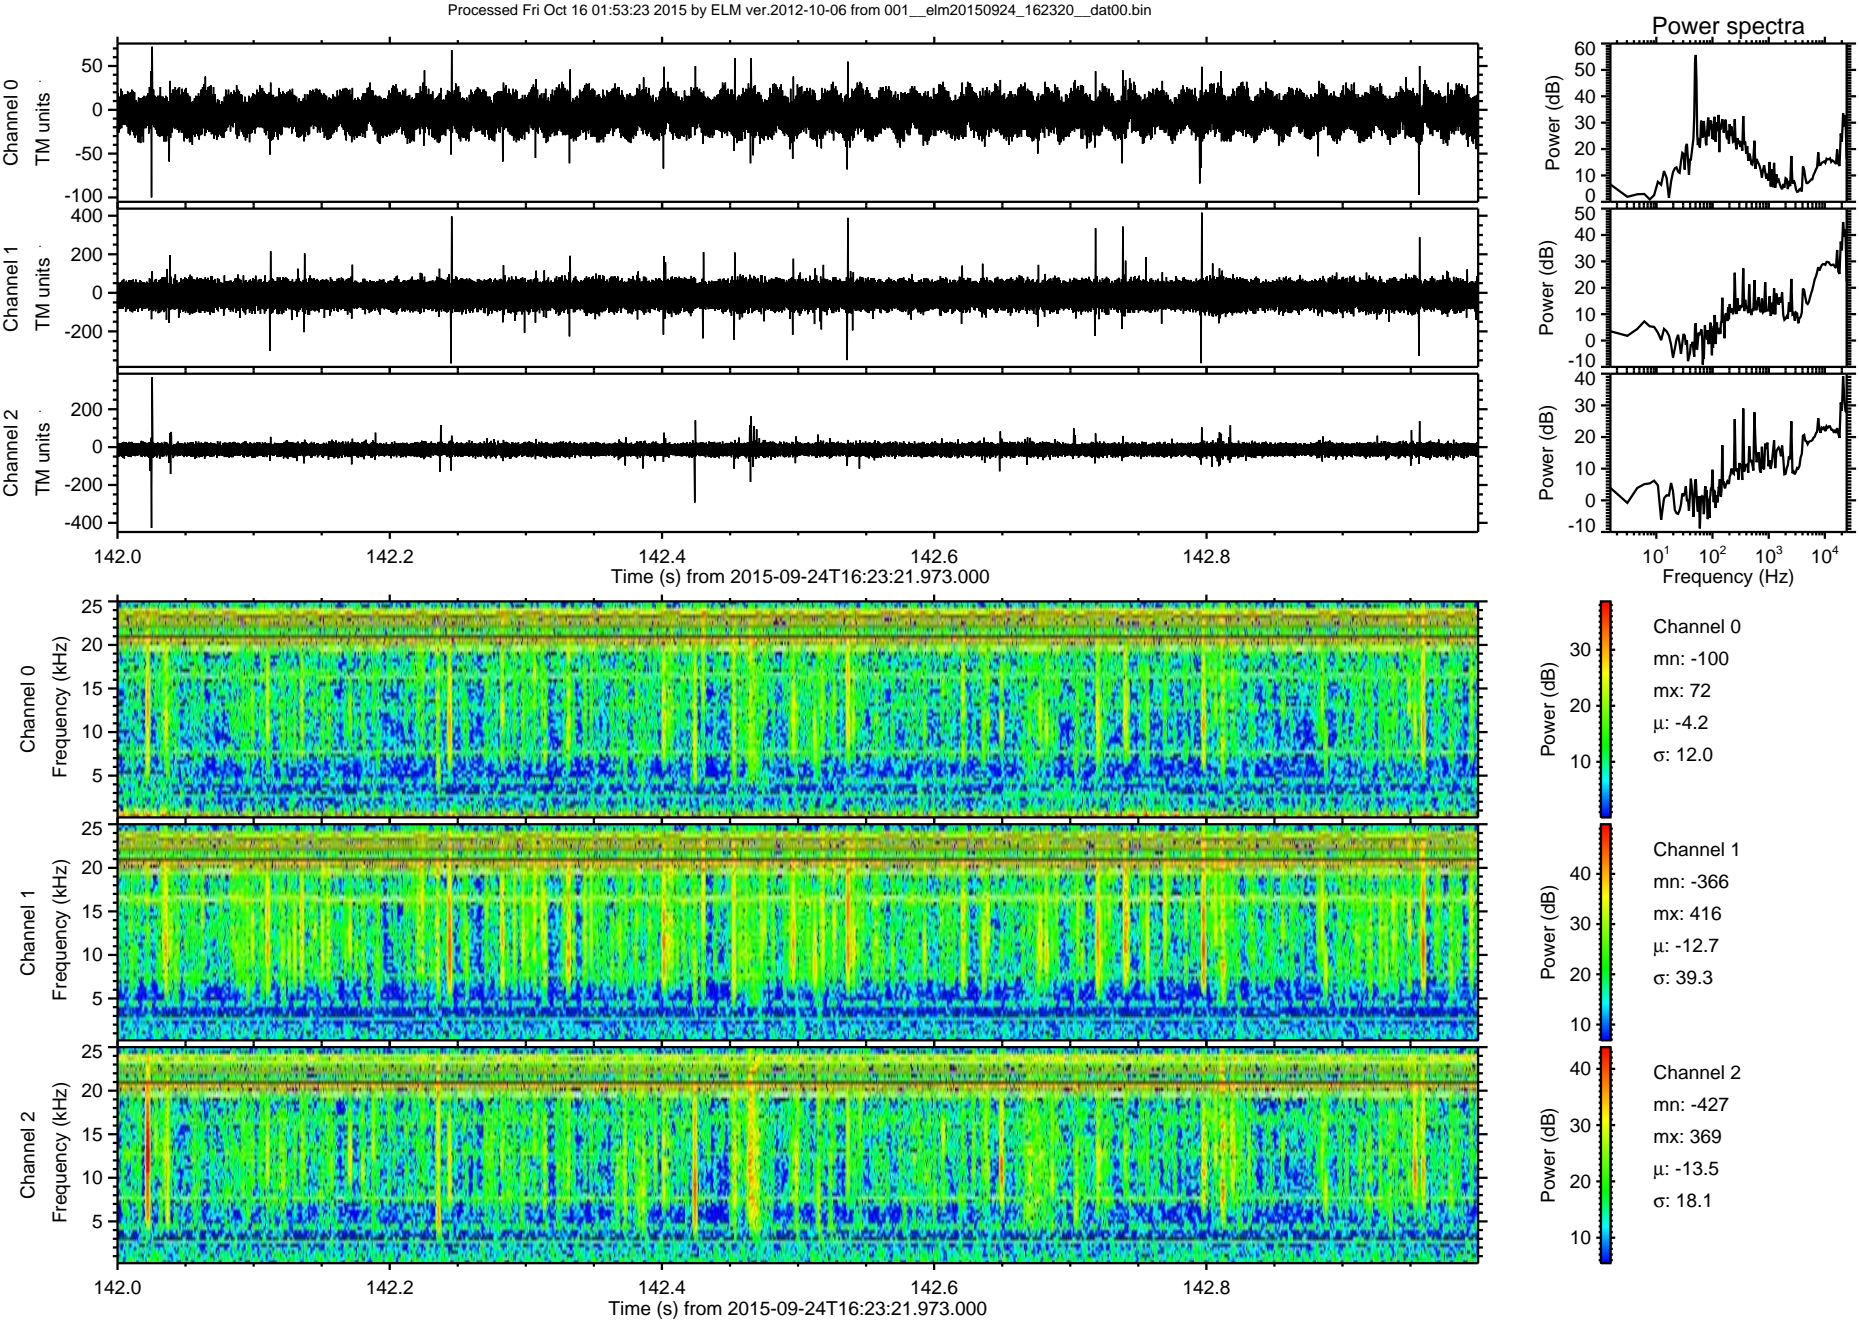 Processed Fri Oct 16 01:53:23 2015 by ELM ver.2012-10-06 from 001__elm20150924_162320__dat00.bin
Power spectra
Channel 0
TM units
50
0
-50
-100
Power (dB)
60
50
40
30
20
10
0
Channel 1
TM units
400
200
0
-200
Power (dB)
50
40
30
20
10
0
-10
Channel 2
TM units
200
0
-200
-400
Power (dB)
40
30
20
10
0
-10
142.0 142.2 142.4 142.6 142.8
Time (s) from 2015-09-24T16:23:21.973.000
10¹ 10² 10³ 10⁴
Frequency (Hz)
Channel 0
Frequency (kHz)
25
20
15
10
5
Power (dB)
30
20
10
Channel 0
mn: -100
mx: 72
μ: -4.2
σ: 12.0
Channel 1
Frequency (kHz)
25
20
15
10
5
Power (dB)
40
30
20
10
Channel 1
mn: -366
mx: 416
μ: -12.7
σ: 39.3
Channel 2
Frequency (kHz)
25
20
15
10
5
Power (dB)
40
30
20
10
Channel 2
mn: -427
mx: 369
μ: -13.5
σ: 18.1
142.0 142.2 142.4 142.6 142.8
Time (s) from 2015-09-24T16:23:21.973.000